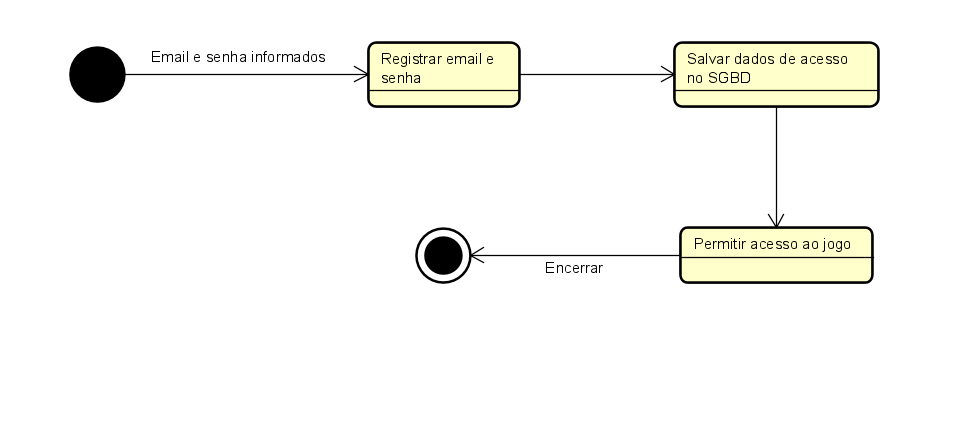 Email e senha informados
Registrar email e
senha
Salvar dados de acesso
no SGBD
Permitir acesso ao jogo
Encerrar